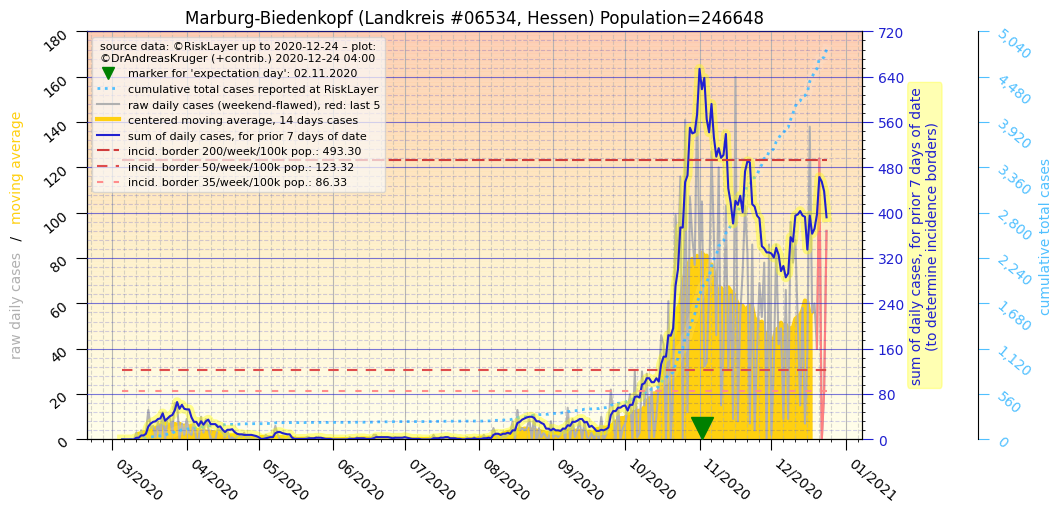 Marburg-Biedenkopf (Landkreis #06534, Hessen) Population=246648
source data: ©RiskLayer up to 2020-12-24 – plot:
©DrAndreasKruger (+contrib.) 2020-12-24 04:00
marker for 'expectation day': 02.11.2020
cumulative total cases reported at RiskLayer
raw daily cases (weekend-flawed), red: last 5
centered moving average, 14 days cases
sum of daily cases, for prior 7 days of date
incid. border 200/week/100k pop.: 493.30
incid. border 50/week/100k pop.: 123.32
incid. border 35/week/100k pop.: 86.33
raw daily cases / moving average
180
160
140
120
100
80
60
40
20
0
720
640
560
480
400
320
240
160
80
0
sum of daily cases, for prior 7 days of date
(to determine incidence borders)
5,040
4,480
3,920
3,360
2,800
2,240
1,680
1,120
560
0
cumulative total cases
03/2020
04/2020
05/2020
06/2020
07/2020
08/2020
09/2020
10/2020
11/2020
12/2020
01/2021